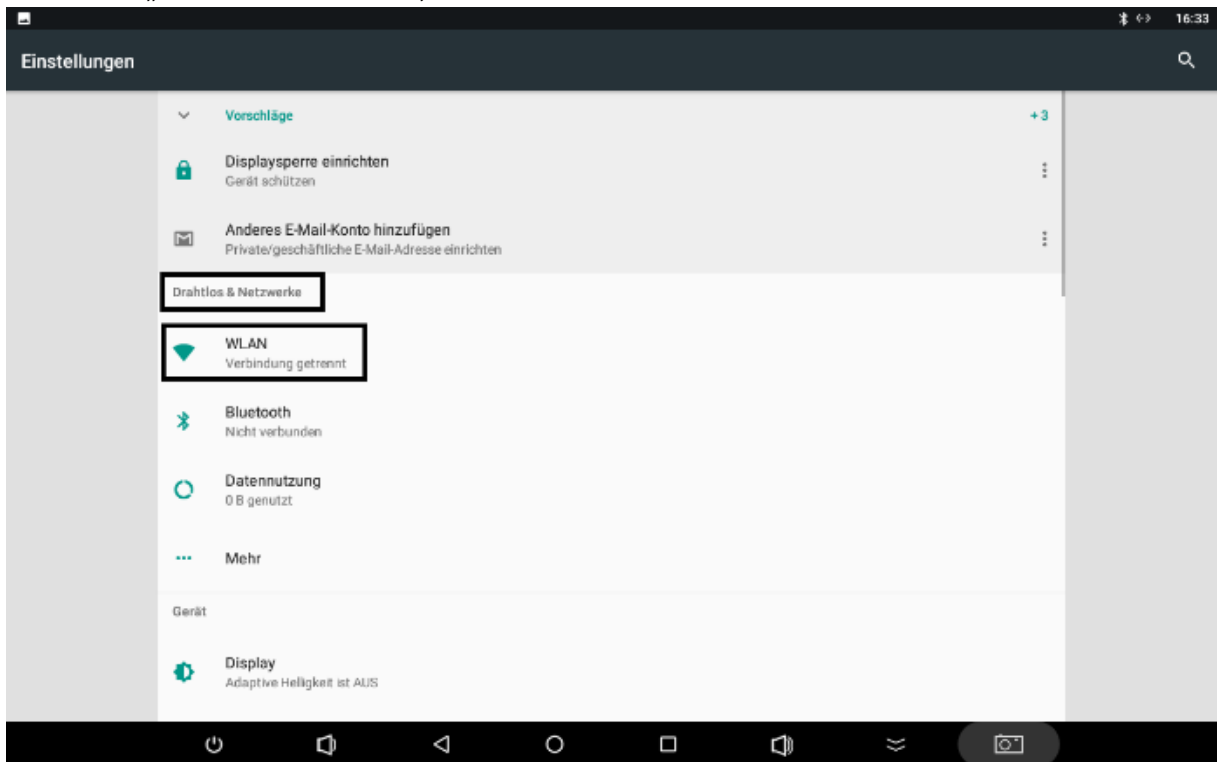 16:33
Einstellungen
Vorschläge +3
Displaysperre einrichten
Gerät schützen
Anderes E-Mail-Konto hinzufügen
Private/geschäftliche E-Mail-Adresse einrichten
Drahtlos & Netzwerke
WLAN
Verbindung getrennt
Bluetooth
Nicht verbunden
Datennutzung
0 B genutzt
Mehr
Gerät
Display
Adaptive Helligkeit ist AUS